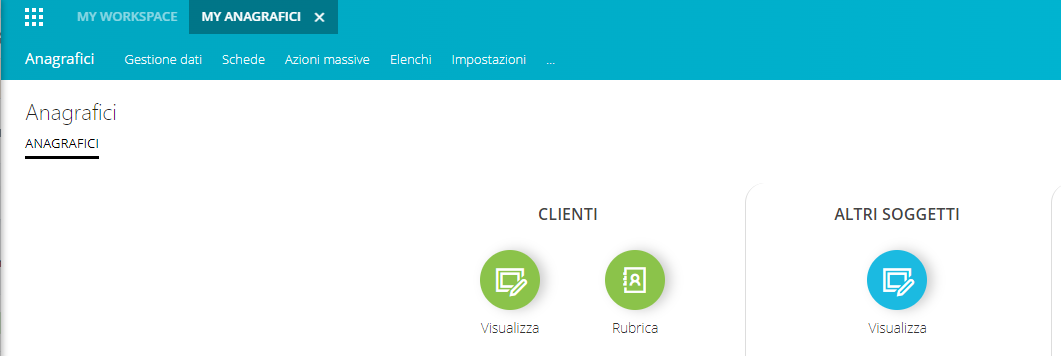 MY WORKSPACE MY ANAGRAFICI ×
Anagrafici Gestione dati Schede Azioni massive Elenchi Impostazioni ...
Anagrafici
ANAGRAFICI
CLIENTI ALTRI SOGGETTI
Visualizza Rubrica Visualizza